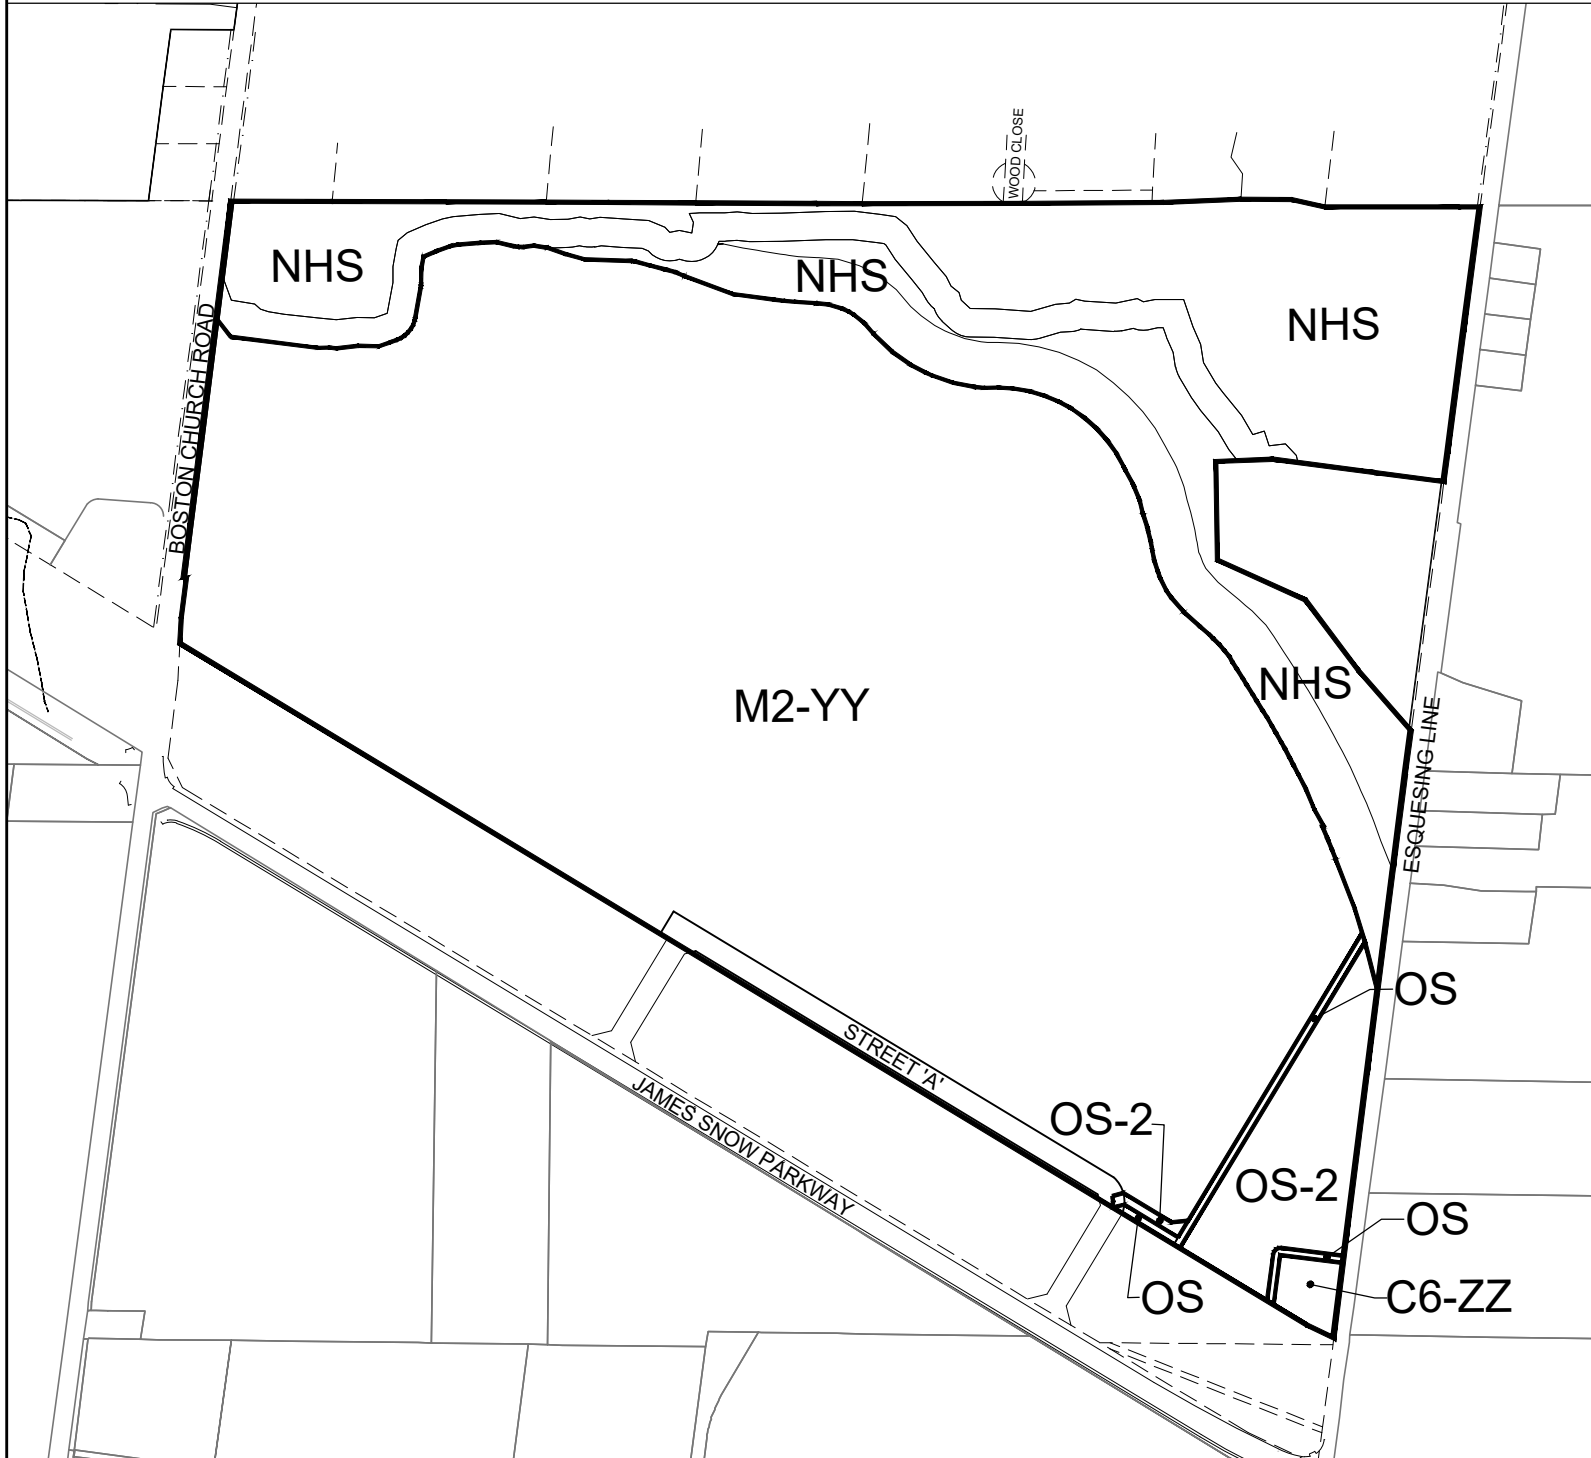 WOOD CLOSE
NHS
NHS
NHS
BOSTON CHURCH ROAD
NHS
M2-YY
ESQUESING LINE
OS
STREET 'A'
JAMES SNOW PARKWAY
OS-2
OS-2
OS
OS
C6-ZZ